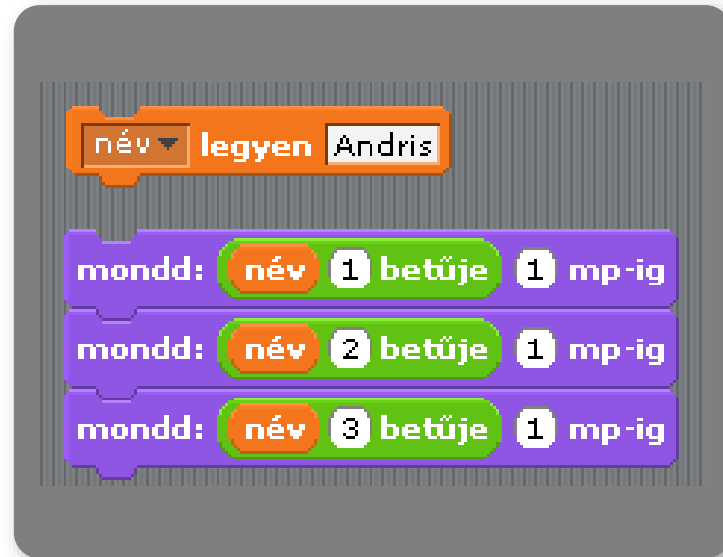 név legyen Andris
mondd: név 1 betűje 1 mp-ig
mondd: név 2 betűje 1 mp-ig
mondd: név 3 betűje 1 mp-ig